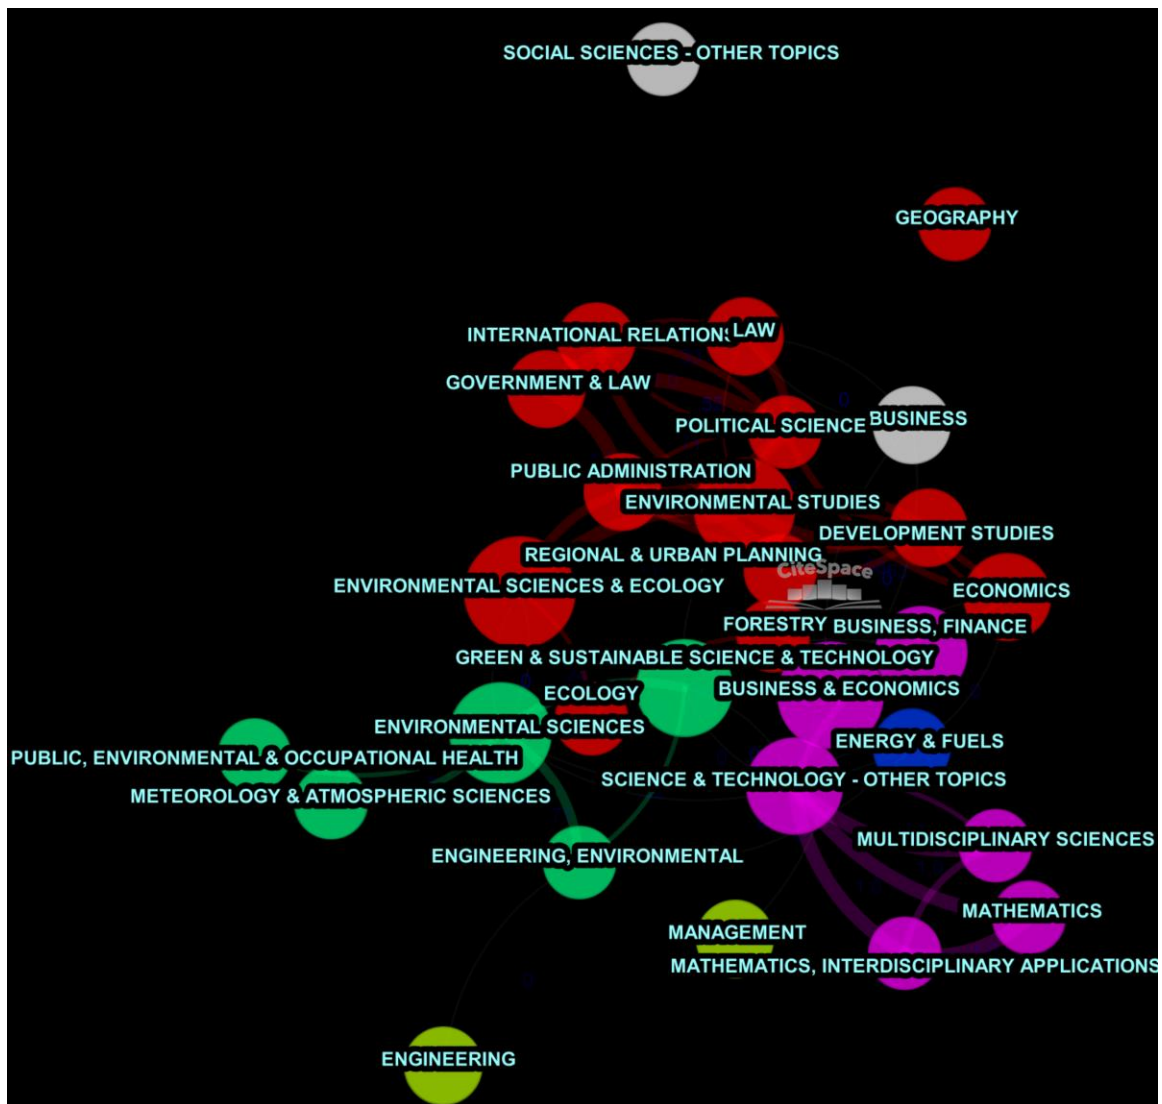 SOCIAL SCIENCES - OTHER TOPICS
GEOGRAPHY
INTERNATIONAL RELATIONS
LAW
GOVERNMENT & LAW
POLITICAL SCIENCE
BUSINESS
PUBLIC ADMINISTRATION
ENVIRONMENTAL STUDIES
DEVELOPMENT STUDIES
REGIONAL & URBAN PLANNING
CiteSpace
ENVIRONMENTAL SCIENCES & ECOLOGY
ECONOMICS
FORESTRY
BUSINESS, FINANCE
GREEN & SUSTAINABLE SCIENCE & TECHNOLOGY
ECOLOGY
BUSINESS & ECONOMICS
ENVIRONMENTAL SCIENCES
ENERGY & FUELS
PUBLIC, ENVIRONMENTAL & OCCUPATIONAL HEALTH
SCIENCE & TECHNOLOGY - OTHER TOPICS
METEOROLOGY & ATMOSPHERIC SCIENCES
MULTIDISCIPLINARY SCIENCES
ENGINEERING, ENVIRONMENTAL
MATHEMATICS
MANAGEMENT
MATHEMATICS, INTERDISCIPLINARY APPLICATIONS
ENGINEERING